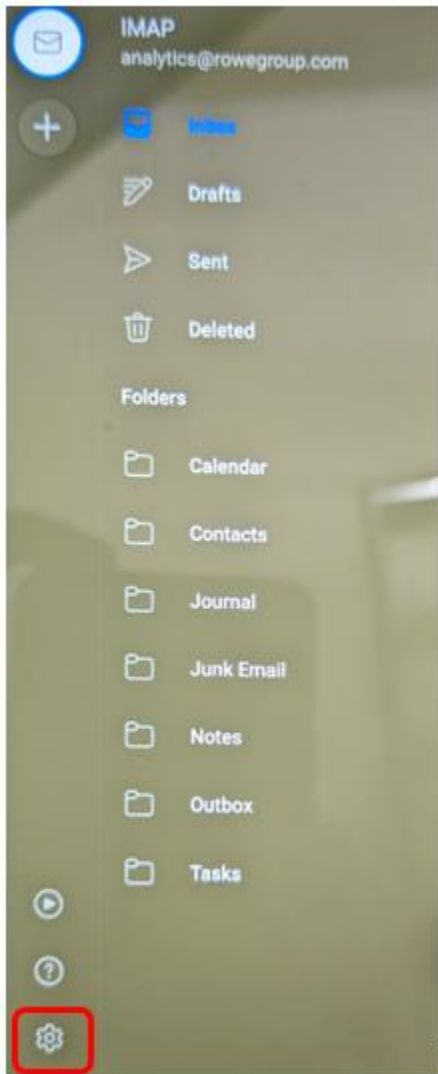 IMAP
analytics@rowegroup.com
Inbox
Drafts
Sent
Deleted
Folders
Calendar
Contacts
Journal
Junk Email
Notes
Outbox
Tasks